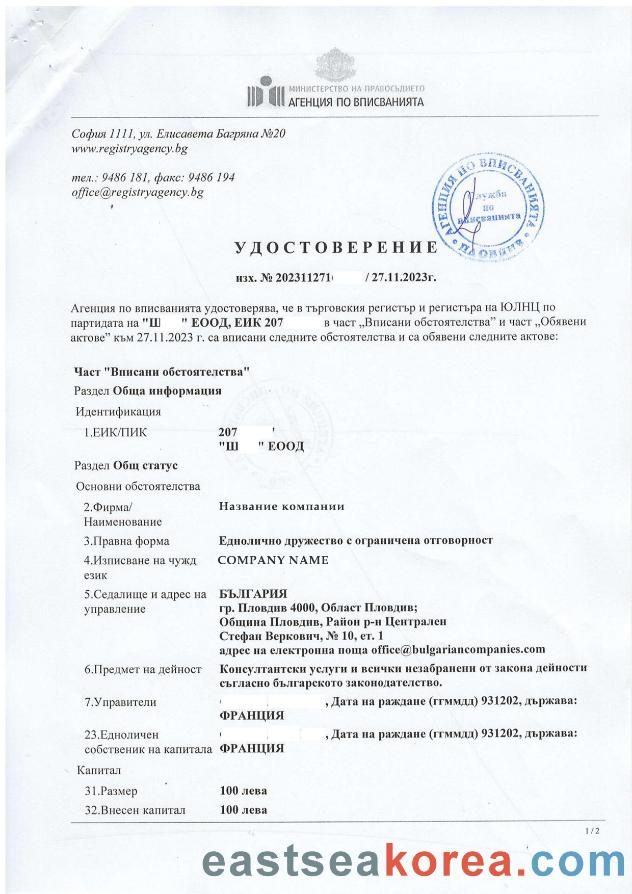 МИНИСТЕРСТВО НА ПРАВОСЪДИЕТО
АГЕНЦИЯ ПО ВПИСВАНИЯТА
София 1111, ул. Елисавета Багряна №20
www.registryagency.bg
тел.: 9486 181, факс: 9486 194
office@registryagency.bg
АГЕНЦИЯ ПО ВПИСВАНИЯТА
Служба
по
вписванията
ПЛОВДИВ
УДОСТОВЕРЕНИЕ
изх. № 202311271 / 27.11.2023г.
Агенция по вписванията удостоверява, че в търговския регистър и регистъра на ЮЛНЦ по
партидата на "Ш " ЕООД, ЕИК 207 в част „Вписани обстоятелства” и част „Обявени
актове” към 27.11.2023 г. са вписани следните обстоятелства и са обявени следните актове:
Част "Вписани обстоятелства"
Раздел Обща информация
Идентификация
1.ЕИК/ПИК 207
"Ш " ЕООД
Раздел Общ статус
Основни обстоятелства
2.Фирма/ Название компании
Наименование
3.Правна форма Еднолично дружество с ограничена отговорност
4.Изписване на чужд COMPANY NAME
език
5.Седалище и адрес на БЪЛГАРИЯ
управление гр. Пловдив 4000, Област Пловдив;
Община Пловдив, Район р-н Централен
Стефан Веркович, № 10, ет. 1
адрес на електронна поща office@bulgariancompanies.com
6.Предмет на дейност Консултантски услуги и всички незабранени от закона дейности
съгласно българското законодателство.
7.Управители , Дата на раждане (ггммдд) 931202, държава:
ФРАНЦИЯ
23.Едноличен , Дата на раждане (ггммдд) 931202, държава:
собственик на капитала ФРАНЦИЯ
Капитал
31.Размер 100 лева
32.Внесен капитал 100 лева
1 / 2
eastseakorea.com